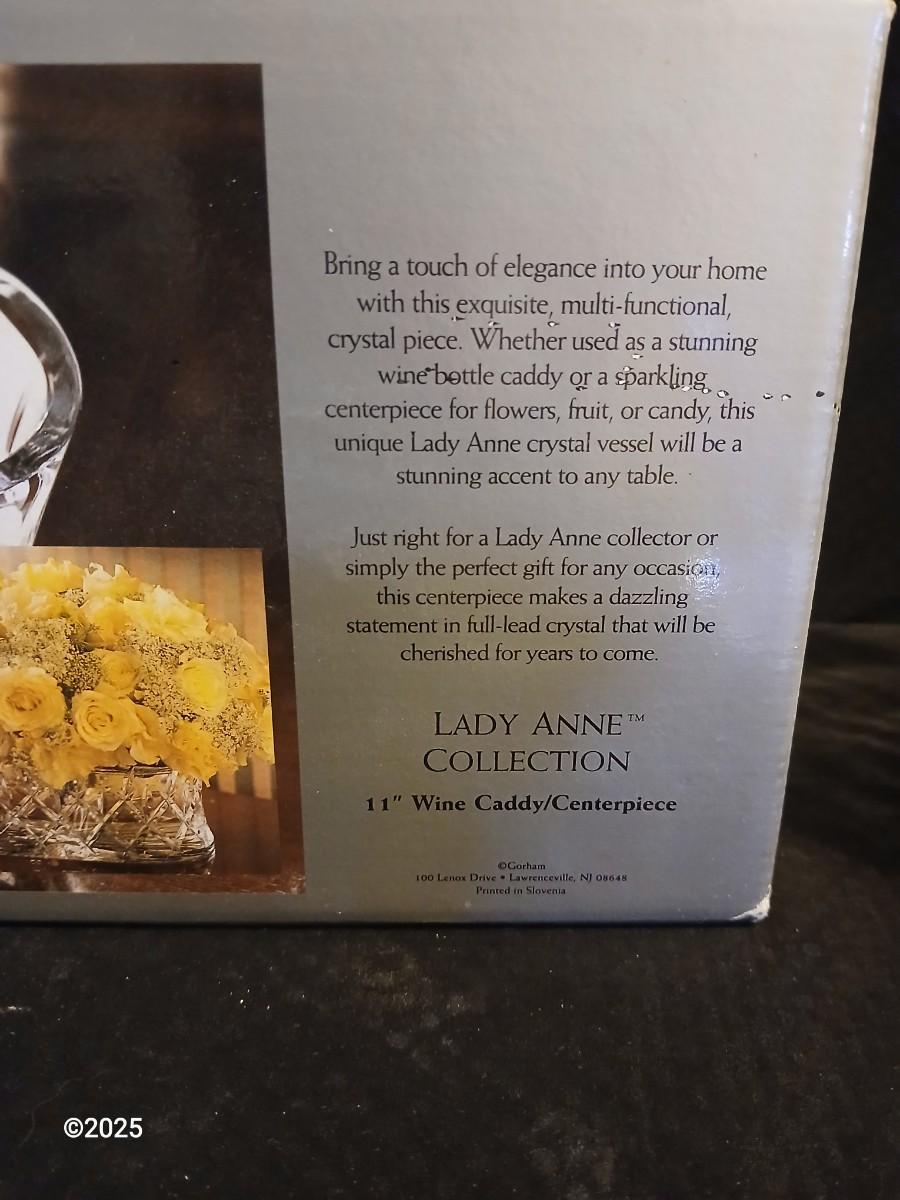 Bring a touch of elegance into your home
with this exquisite, multi-functional,
crystal piece. Whether used as a stunning
wine bottle caddy or a sparkling
centerpiece for flowers, fruit, or candy, this
unique Lady Anne crystal vessel will be a
stunning accent to any table.
Just right for a Lady Anne collector or
simply the perfect gift for any occasion,
this centerpiece makes a dazzling
statement in full-lead crystal that will be
cherished for years to come.
LADY ANNE™
COLLECTION
11" Wine Caddy/Centerpiece
©Gorham
100 Lenox Drive • Lawrenceville, NJ 08648
Printed in Slovenia
©2025